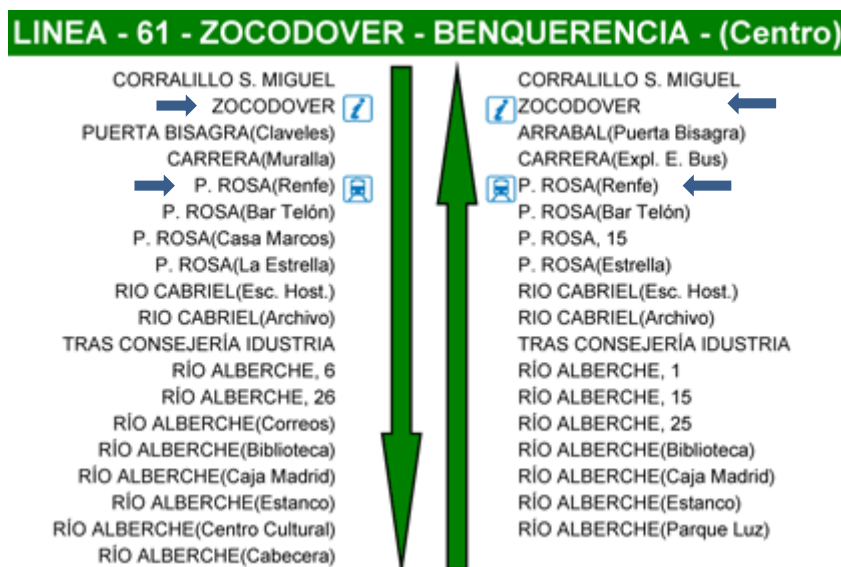 LINEA - 61 - ZOCODOVER - BENQUERENCIA - (Centro)
CORRALILLO S. MIGUEL
ZOCODOVER
PUERTA BISAGRA(Claveles)
CARRERA(Muralla)
P. ROSA(Renfe)
P. ROSA(Bar Telón)
P. ROSA(Casa Marcos)
P. ROSA(La Estrella)
RIO CABRIEL(Esc. Host.)
RIO CABRIEL(Archivo)
TRAS CONSEJERÍA IDUSTRIA
RÍO ALBERCHE, 6
RÍO ALBERCHE, 26
RÍO ALBERCHE(Correos)
RÍO ALBERCHE(Biblioteca)
RÍO ALBERCHE(Caja Madrid)
RÍO ALBERCHE(Estanco)
RÍO ALBERCHE(Centro Cultural)
RÍO ALBERCHE(Cabecera)
CORRALILLO S. MIGUEL
ZOCODOVER
ARRABAL(Puerta Bisagra)
CARRERA(Expl. E. Bus)
P. ROSA(Renfe)
P. ROSA(Bar Telón)
P. ROSA, 15
P. ROSA(Estrella)
RIO CABRIEL(Esc. Host.)
RIO CABRIEL(Archivo)
TRAS CONSEJERÍA IDUSTRIA
RÍO ALBERCHE, 1
RÍO ALBERCHE, 15
RÍO ALBERCHE, 25
RÍO ALBERCHE(Biblioteca)
RÍO ALBERCHE(Caja Madrid)
RÍO ALBERCHE(Estanco)
RÍO ALBERCHE(Parque Luz)